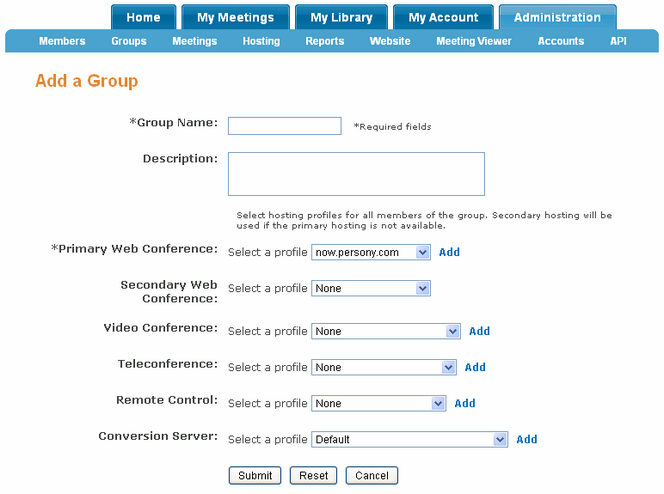 Home My Meetings My Library My Account Administration
Members Groups Meetings Hosting Reports Website Meeting Viewer Accounts API
Add a Group
*Group Name: *Required fields
Description:
Select hosting profiles for all members of the group. Secondary hosting will be
used if the primary hosting is not available.
*Primary Web Conference: Select a profile now.persony.com Add
Secondary Web
Conference: Select a profile None
Video Conference: Select a profile None Add
Teleconference: Select a profile None Add
Remote Control: Select a profile None Add
Conversion Server: Select a profile Default Add
Submit Reset Cancel